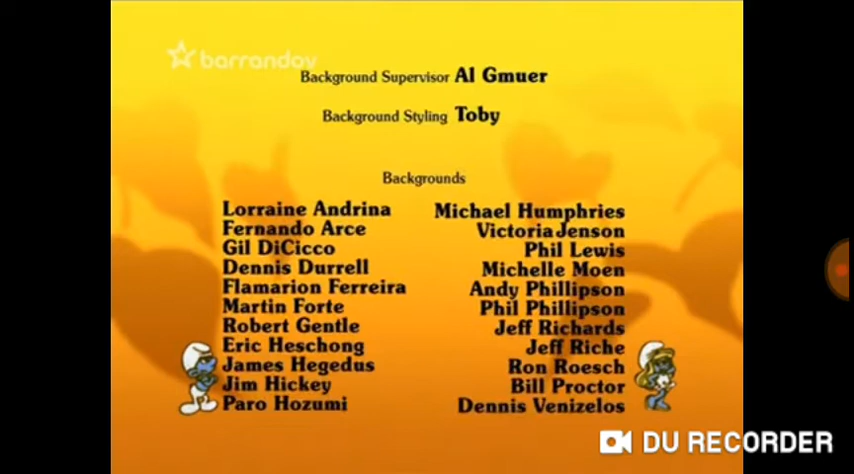 barrandov
Background Supervisor Al Gmuer
Background Styling Toby
Backgrounds
Lorraine Andrina
Fernando Arce
Gil DiCicco
Dennis Durrell
Flamarion Ferreira
Martin Forte
Robert Gentle
Eric Heschong
James Hegedus
Jim Hickey
Paro Hozumi
Michael Humphries
Victoria Jenson
Phil Lewis
Michelle Moen
Andy Phillipson
Phil Phillipson
Jeff Richards
Jeff Riche
Ron Roesch
Bill Proctor
Dennis Venizelos
DU RECORDER